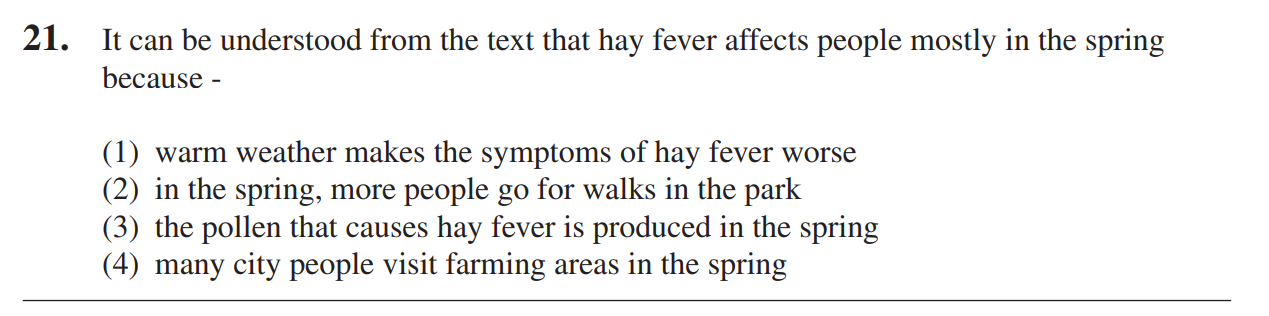 21. It can be understood from the text that hay fever affects people mostly in the spring
because -
(1) warm weather makes the symptoms of hay fever worse
(2) in the spring, more people go for walks in the park
(3) the pollen that causes hay fever is produced in the spring
(4) many city people visit farming areas in the spring